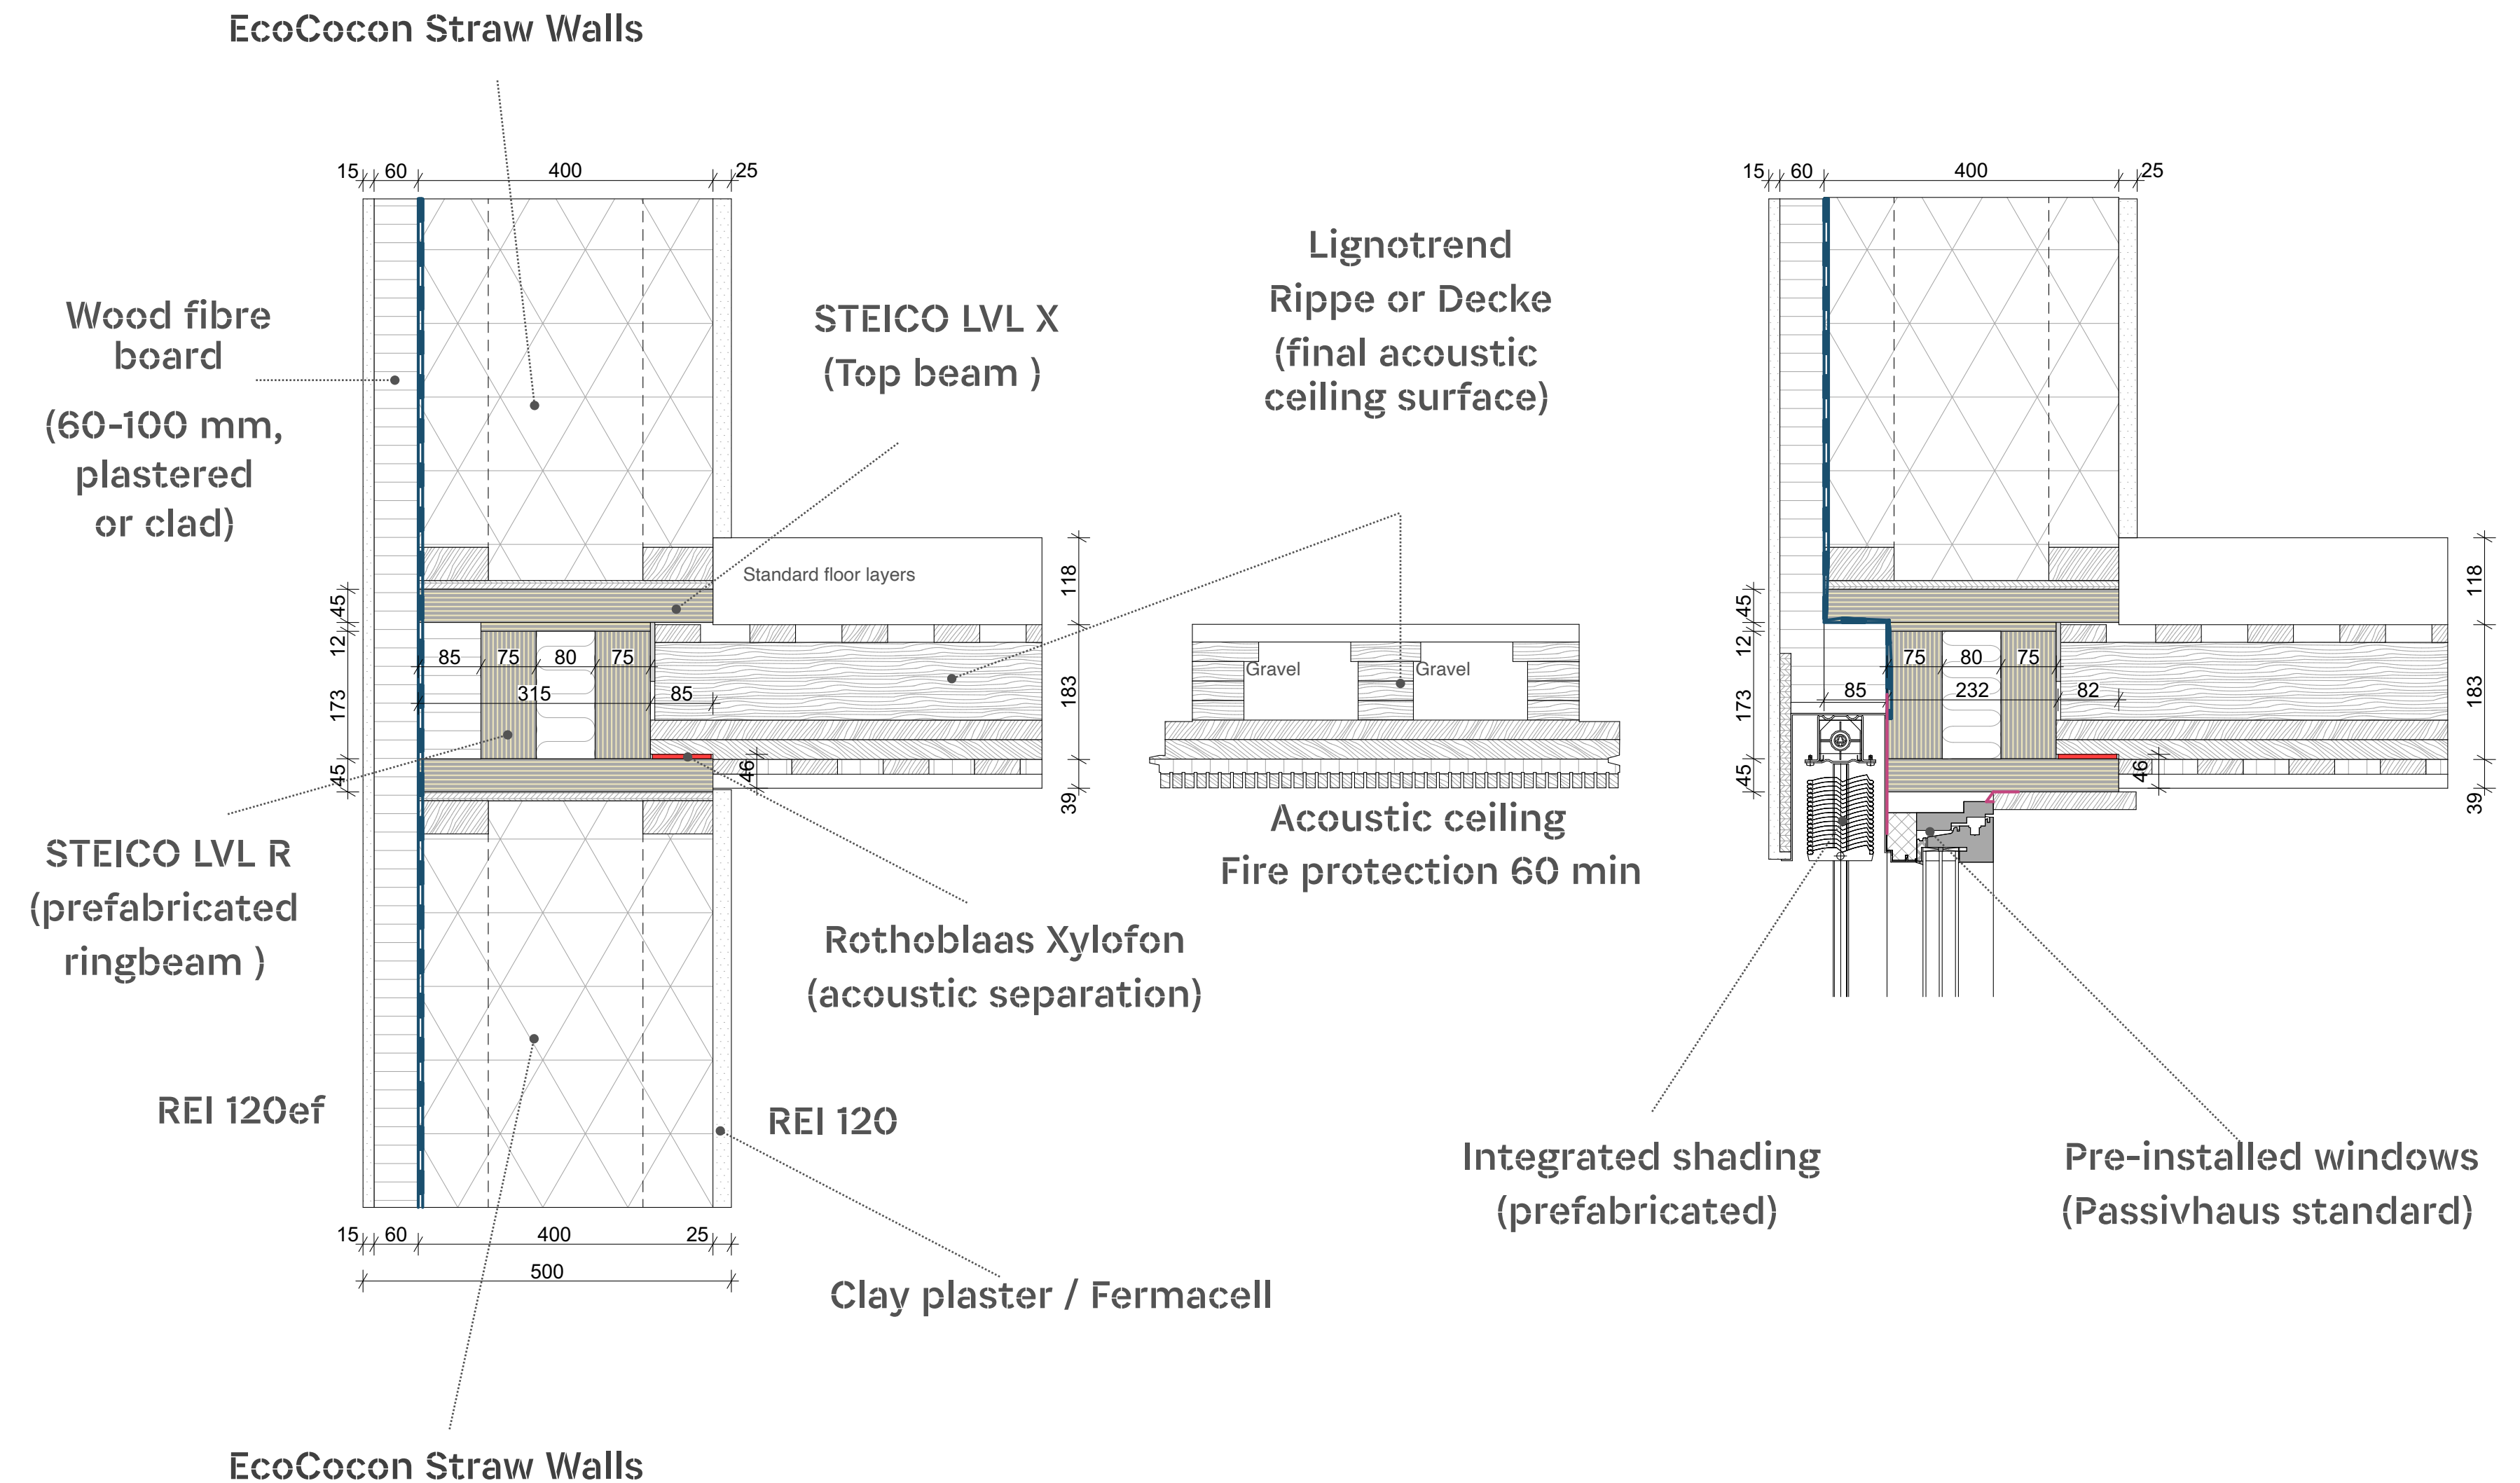 EcoCocon Straw Walls
15 60 400 25
15 60 400 25
Wood fibre
board
(60-100 mm,
plastered
or clad)
STEICO LVL X
(Top beam )
Lignotrend
Rippe or Decke
(final acoustic
ceiling surface)
Standard floor layers
118
118
45
12
173
45
85 75 80 75
315 85
183
46
39
Gravel
Gravel
45
12
173
45
75 80 75
85 232 82
183
46
39
STEICO LVL R
(prefabricated
ringbeam )
Acoustic ceiling
Fire protection 60 min
Rothoblaas Xylofon
(acoustic separation)
REI 120ef
REI 120
Integrated shading
(prefabricated)
Pre-installed windows
(Passivhaus standard)
15 60 400 25
500
Clay plaster / Fermacell
EcoCocon Straw Walls